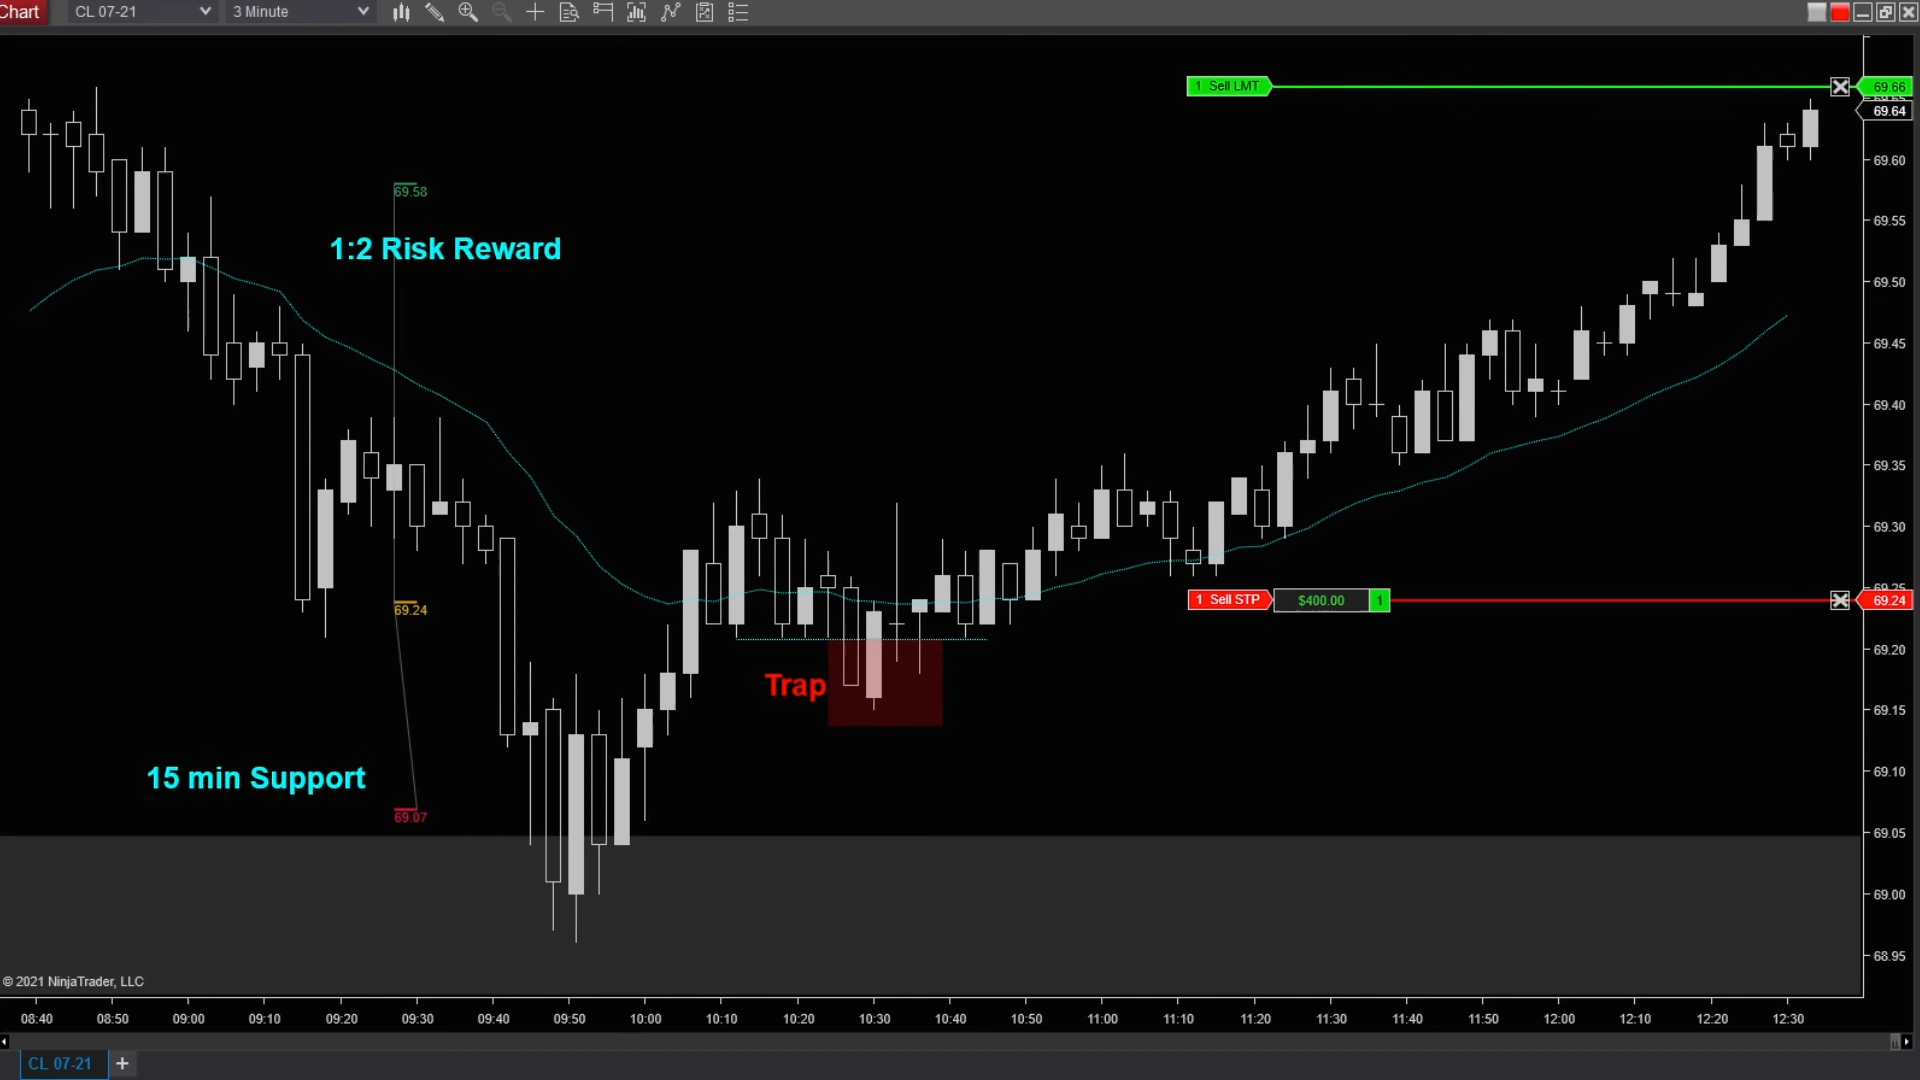 Chart CL 07-21 3 Minute
1 Sell LMT
69.66
69.64
69.60
69.58
1:2 Risk Reward
69.55
69.50
69.45
69.40
69.35
69.30
69.25
1 Sell STP $400.00 1 69.24
69.24
69.20
Trap
69.15
15 min Support
69.10
69.07
69.05
69.00
68.95
© 2021 NinjaTrader, LLC
08:40 08:50 09:00 09:10 09:20 09:30 09:40 09:50 10:00 10:10 10:20 10:30 10:40 10:50 11:00 11:10 11:20 11:30 11:40 11:50 12:00 12:10 12:20 12:30
CL 07-21 +